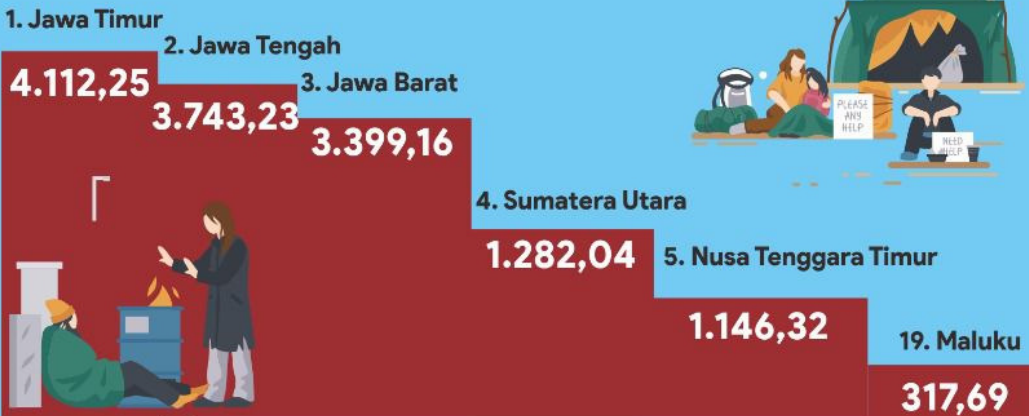 1. Jawa Timur
4.112,25
2. Jawa Tengah
3.743,23
3. Jawa Barat
3.399,16
4. Sumatera Utara
1.282,04
5. Nusa Tenggara Timur
1.146,32
19. Maluku
317,69
PLEASE
ANY
HELP
NEED
HELP